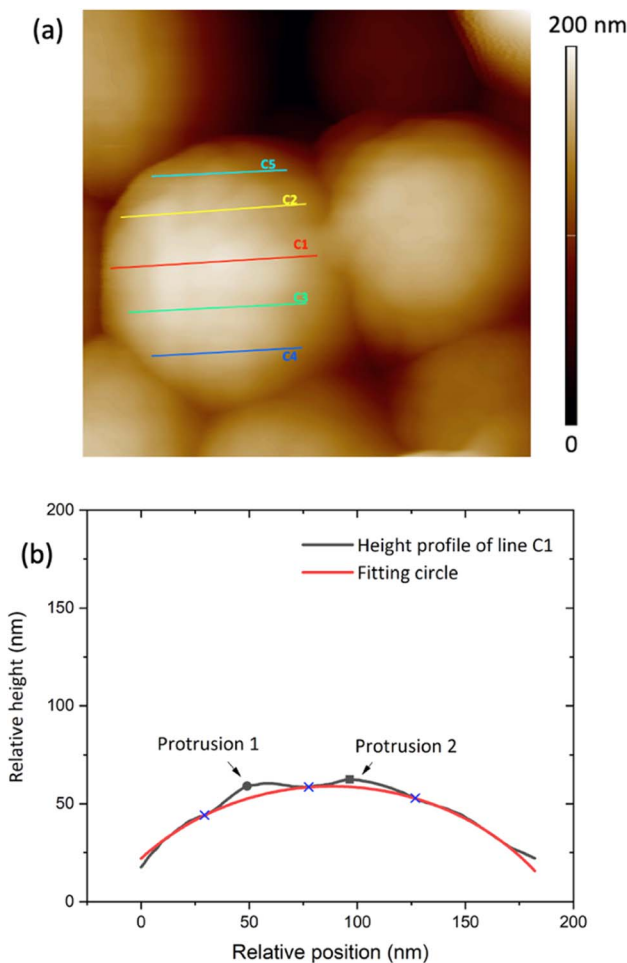 (a)
200 nm
C5
C2
C1
C3
C4
0
(b)
200
150
100
50
0
Relative height (nm)
Height profile of line C1
Fitting circle
Protrusion 1
Protrusion 2
0 50 100 150 200
Relative position (nm)